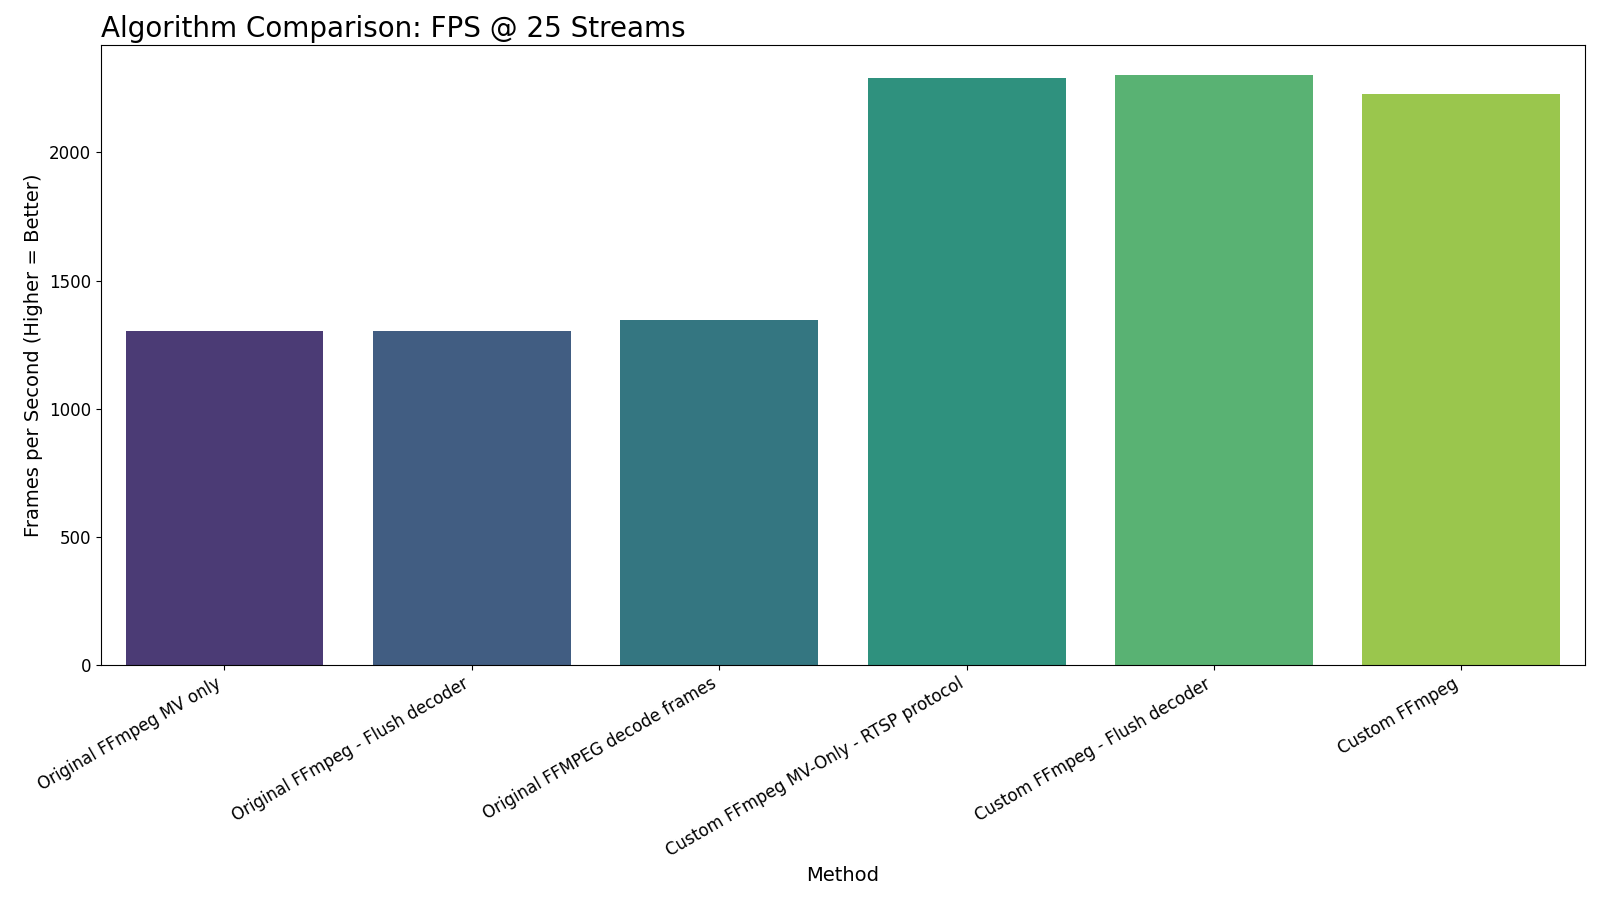 Algorithm Comparison: FPS @ 25 Streams
Frames per Second (Higher = Better)
2000
1500
1000
500
0
Original FFmpeg MV only
Original FFmpeg - Flush decoder
Original FFMPEG decode frames
Custom FFmpeg MV-Only - RTSP protocol
Custom FFmpeg - Flush decoder
Custom FFmpeg
Method